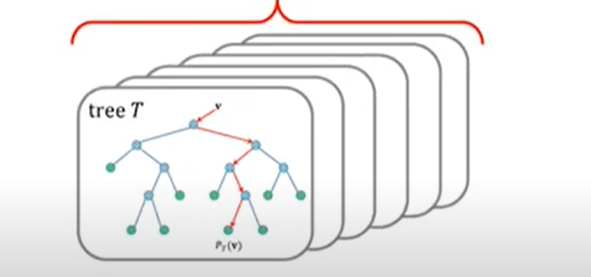 tree T
v
P_T(v)